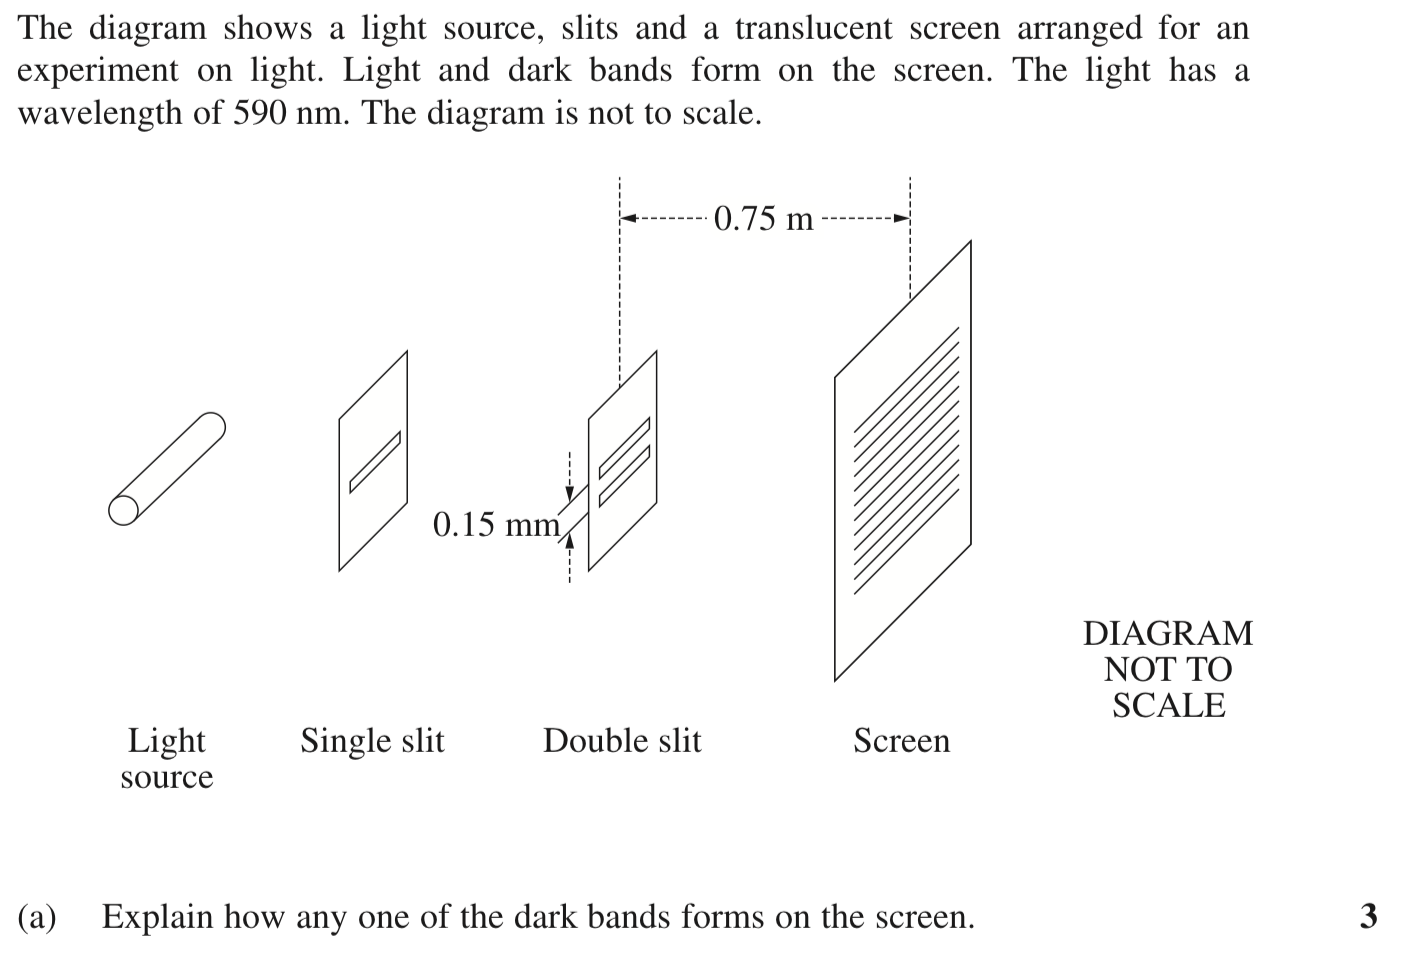 The diagram shows a light source, slits and a translucent screen arranged for an
experiment on light. Light and dark bands form on the screen. The light has a
wavelength of 590 nm. The diagram is not to scale.
0.75 m
0.15 mm
DIAGRAM
NOT TO
SCALE
Light
source
Single slit
Double slit
Screen
(a) Explain how any one of the dark bands forms on the screen. 3